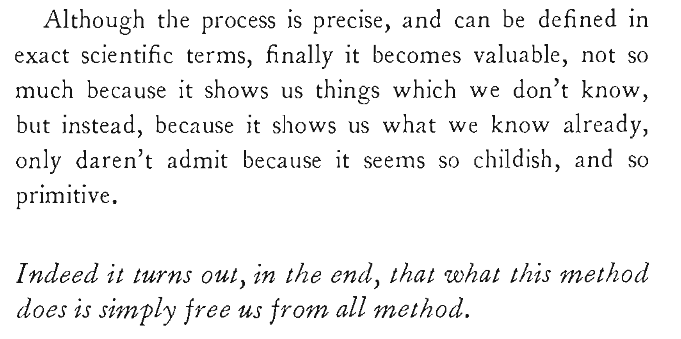 Although the process is precise, and can be defined in
exact scientific terms, finally it becomes valuable, not so
much because it shows us things which we don't know,
but instead, because it shows us what we know already,
only daren't admit because it seems so childish, and so
primitive.
Indeed it turns out, in the end, that what this method
does is simply free us from all method.